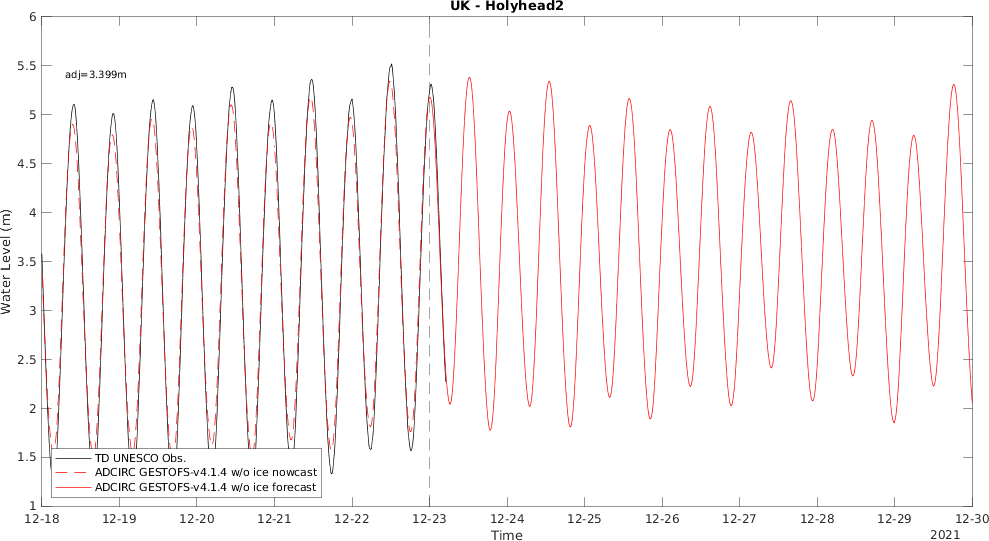 UK - Holyhead2
adj=3.399m
6
5.5
5
4.5
4
3.5
3
2.5
2
1.5
1
Water Level (m)
TD UNESCO Obs.
ADCIRC GESTOFS-v4.1.4 w/o ice nowcast
ADCIRC GESTOFS-v4.1.4 w/o ice forecast
12-18 12-19 12-20 12-21 12-22 12-23 12-24 12-25 12-26 12-27 12-28 12-29 12-30
Time
2021